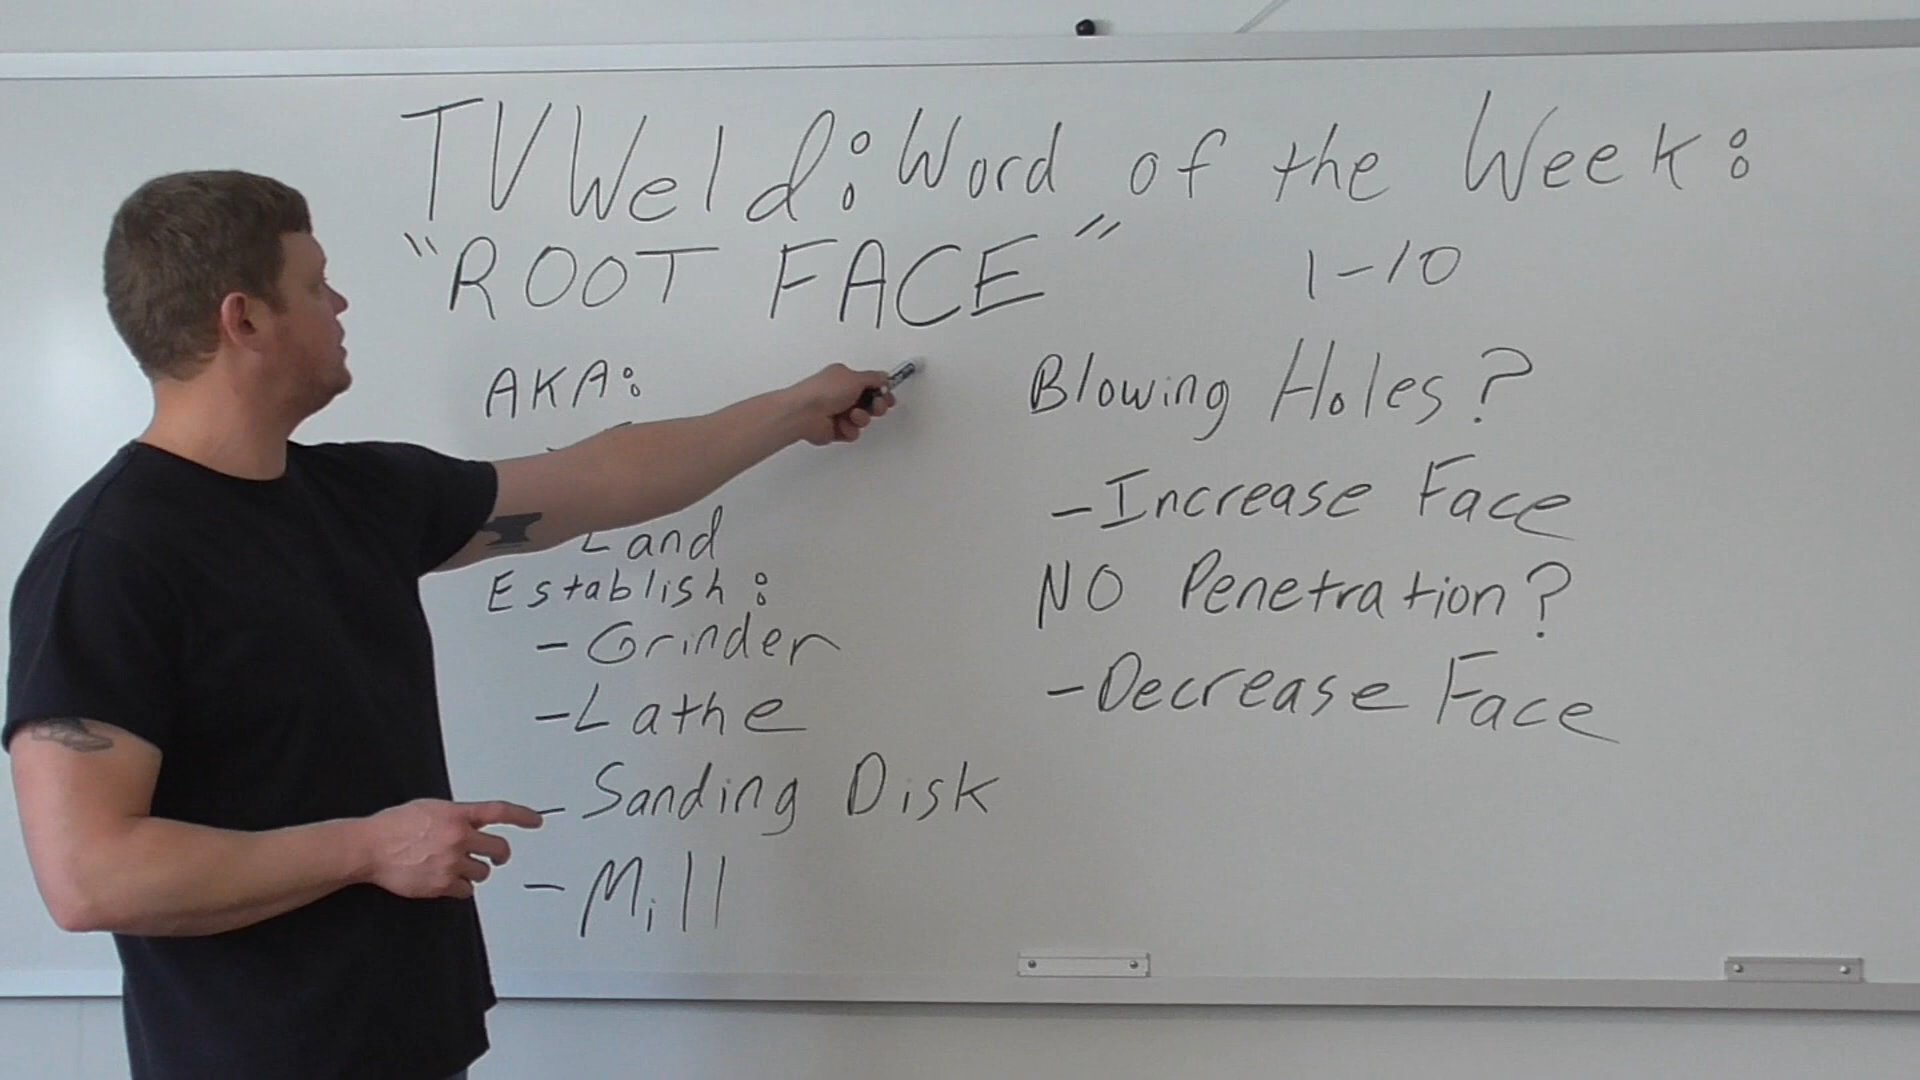 TV Weld: Word of the Week:
"ROOT FACE" 1-10
AKA:
Land
Establish:
- Grinder
- Lathe
- Sanding Disk
- Mill
Blowing Holes?
- Increase Face
NO Penetration?
- Decrease Face